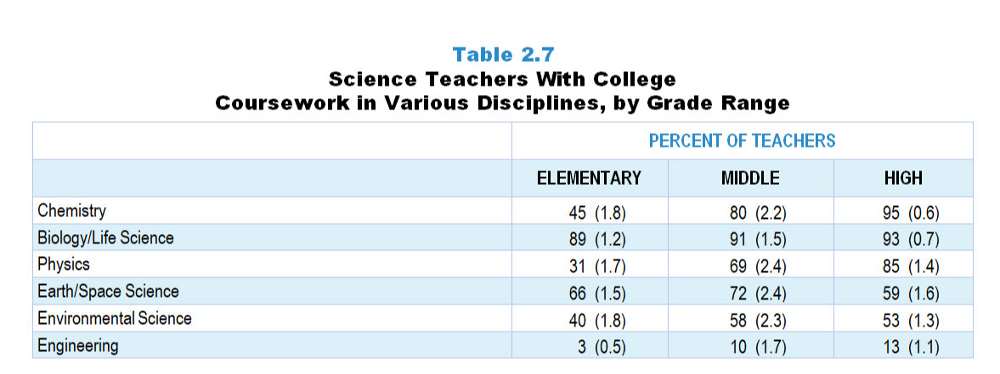 Table 2.7
Science Teachers With College
Coursework in Various Disciplines, by Grade Range
PERCENT OF TEACHERS
ELEMENTARY MIDDLE HIGH
Chemistry 45 (1.8) 80 (2.2) 95 (0.6)
Biology/Life Science 89 (1.2) 91 (1.5) 93 (0.7)
Physics 31 (1.7) 69 (2.4) 85 (1.4)
Earth/Space Science 66 (1.5) 72 (2.4) 59 (1.6)
Environmental Science 40 (1.8) 58 (2.3) 53 (1.3)
Engineering 3 (0.5) 10 (1.7) 13 (1.1)